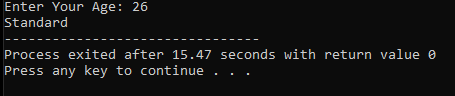 Enter Your Age: 26
Standard
--------------------------------
Process exited after 15.47 seconds with return value 0
Press any key to continue . . .